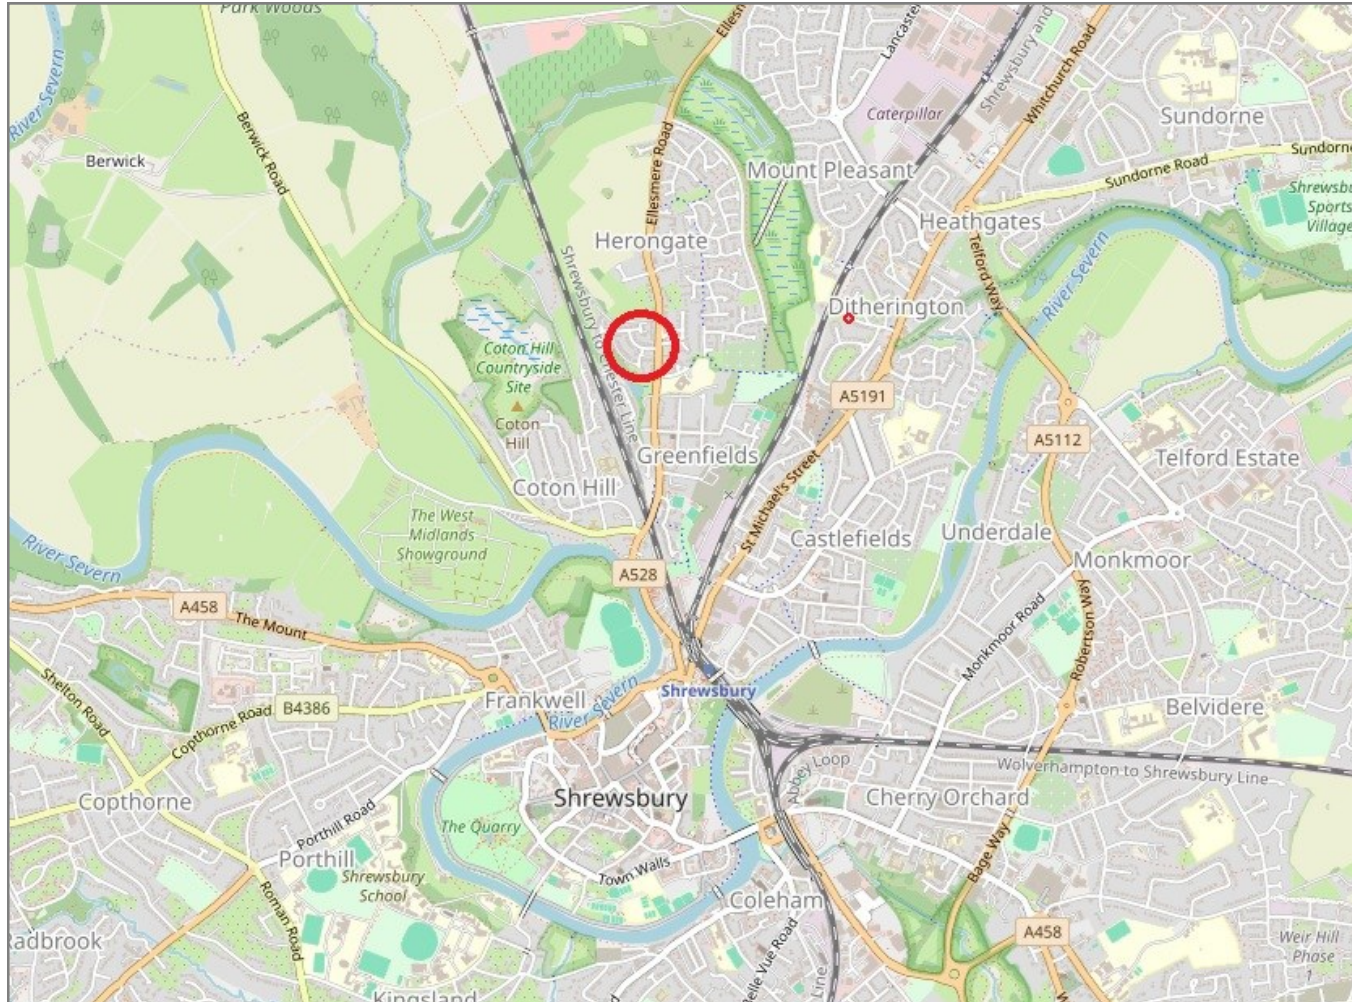 Park Woods
River Severn
Berwick
Berwick Road
Ellesmere Road
Herongate
Caterpillar
Shrewsbury and
Whitchurch Road
Sundorne
Sundorne Road
Sundorne
Mount Pleasant
Heathgates
Shrewsbu
Sports
Village
Telford Way
River Severn
Shrewsbury to Chester Line
Ditherington
Coton Hill
Countryside
Site
Coton
Hill
A5191
A5112
Telford Estate
Greenfields
Coton Hill
St Michael's Street
The West
Midlands
Showground
Castlefields
Underdale
Monkmoor
River Severn
A528
A458
The Mount
Monkmoor Road
Robertson Way
Shelton Road
Copthorne Road
B4386
Frankwell
River Severn
Shrewsbury
Belvidere
Abbey Loop
Wolverhampton to Shrewsbury Line
Copthorne
Shrewsbury
Cherry Orchard
Porthill Road
The Quarry
Porthill
Shrewsbury
School
Town Walls
Bage Way
Roman Road
Coleham
A458
Radbrook
Belle Vue Road
Weir Hill
Phase
1
Kingsland
Line